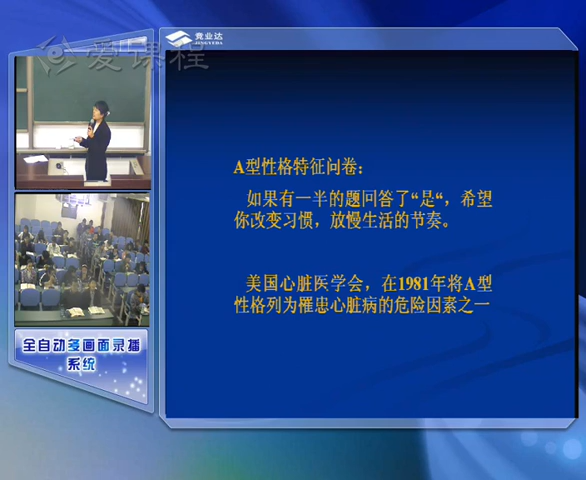 爱课程
竞业达
JINGYEDA
A型性格特征问卷：
如果有一半的题回答了“是“，希望
你改变习惯，放慢生活的节奏。
美国心脏医学会，在1981年将A型
性格列为罹患心脏病的危险因素之一
全自动多画面录播
系统